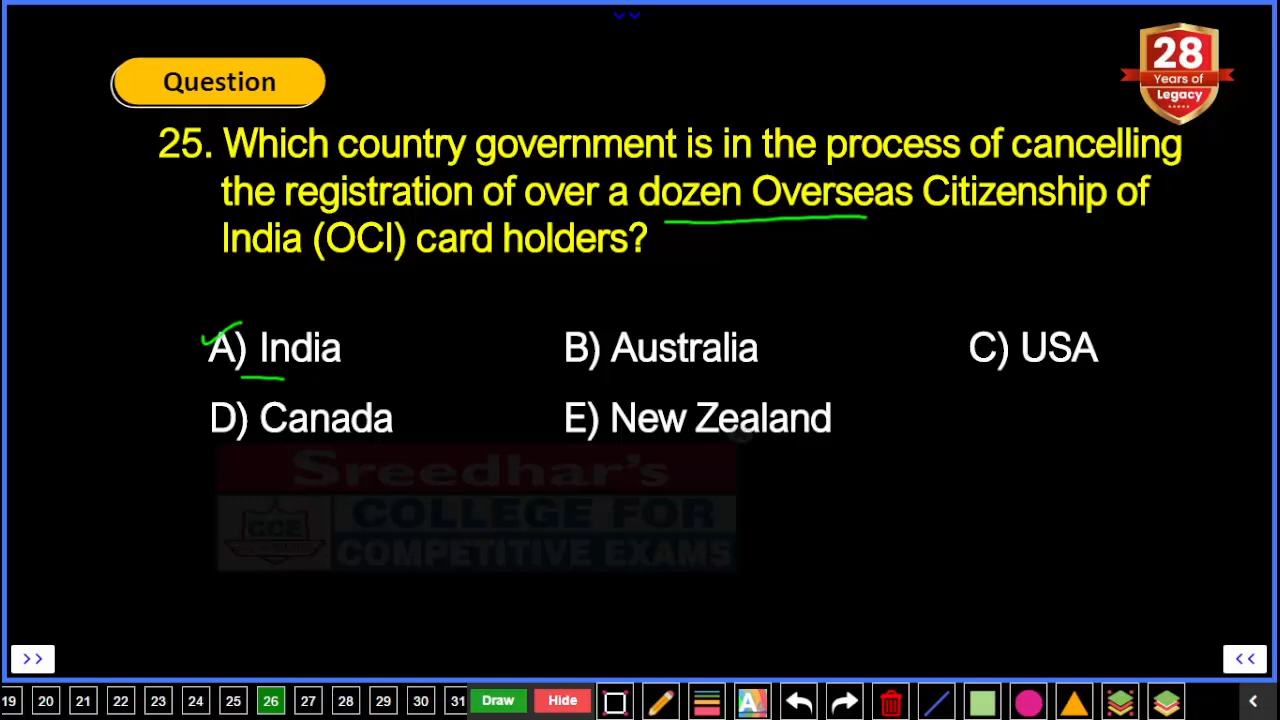 Question
28
Years of
Legacy
25. Which country government is in the process of cancelling
the registration of over a dozen Overseas Citizenship of
India (OCI) card holders?
A) India
B) Australia
C) USA
D) Canada
E) New Zealand
Sreedhar's
CCE
COLLEGE FOR
COMPETITIVE EXAMS
>>
<<
19 20 21 22 23 24 25 26 27 28 29 30 31 Draw Hide A